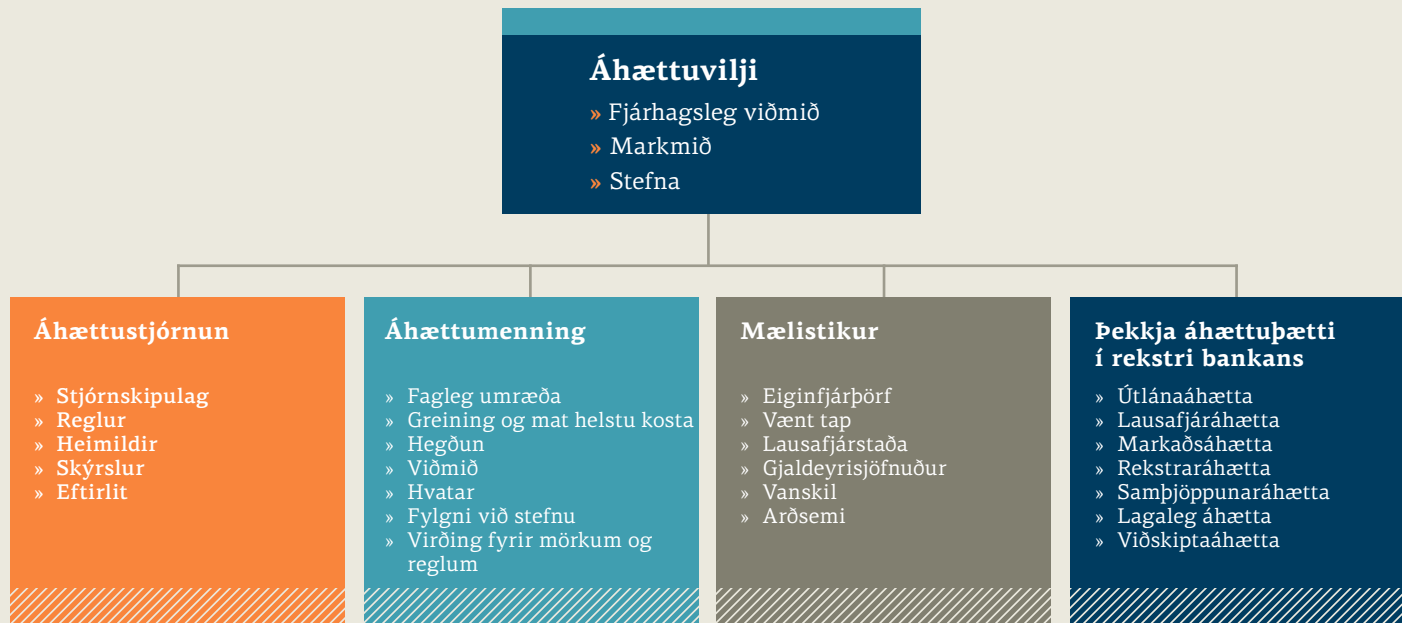 Áhættuvilji
» Fjárhagsleg viðmið
» Markmið
» Stefna
Áhættustjórnun
» Stjórnskipulag
» Reglur
» Heimildir
» Skýrslur
» Eftirlit
Áhættumenning
» Fagleg umræða
» Greining og mat helstu kosta
» Hegðun
» Viðmið
» Hvatar
» Fylgni við stefnu
» Virðing fyrir mörkum og
reglum
Mælistikur
» Eiginfjárþörf
» Vænt tap
» Lausafjárstaða
» Gjaldeyrisjöfnuður
» Vanskil
» Arðsemi
Þekkja áhættuþætti
í rekstri bankans
» Útlánaáhætta
» Lausafjáráhætta
» Markaðsáhætta
» Rekstraráhætta
» Samþjöppunaráhætta
» Lagaleg áhætta
» Viðskiptaáhætta